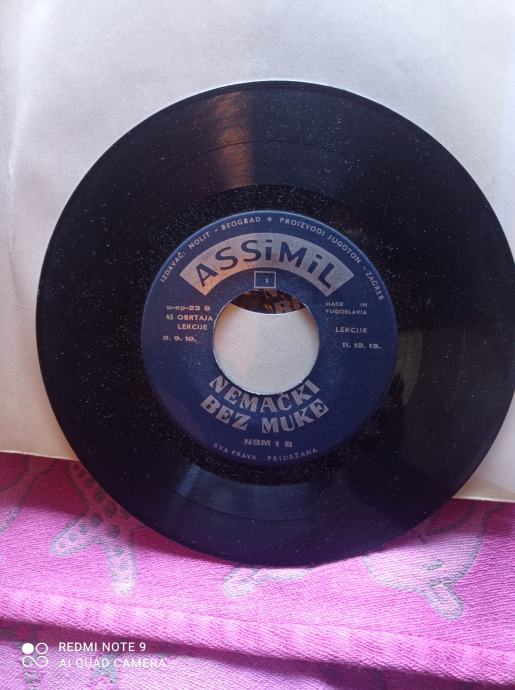 IZDAVAČ: NOLIT - BEOGRAD ★ PROIZVODI JUGOTON - ZAGREB
ASSiMiL
1
u-ep-23 B
45 OBRTAJA
LEKCIJE
8. 9. 10.
MADE IN
YUGOSLAVIA
LEKCIJE
11. 12. 13.
NEMAČKI
BEZ MUKE
NBM 1 B
SVA PRAVA PRIDRŽANA
REDMI NOTE 9
AI QUAD CAMERA